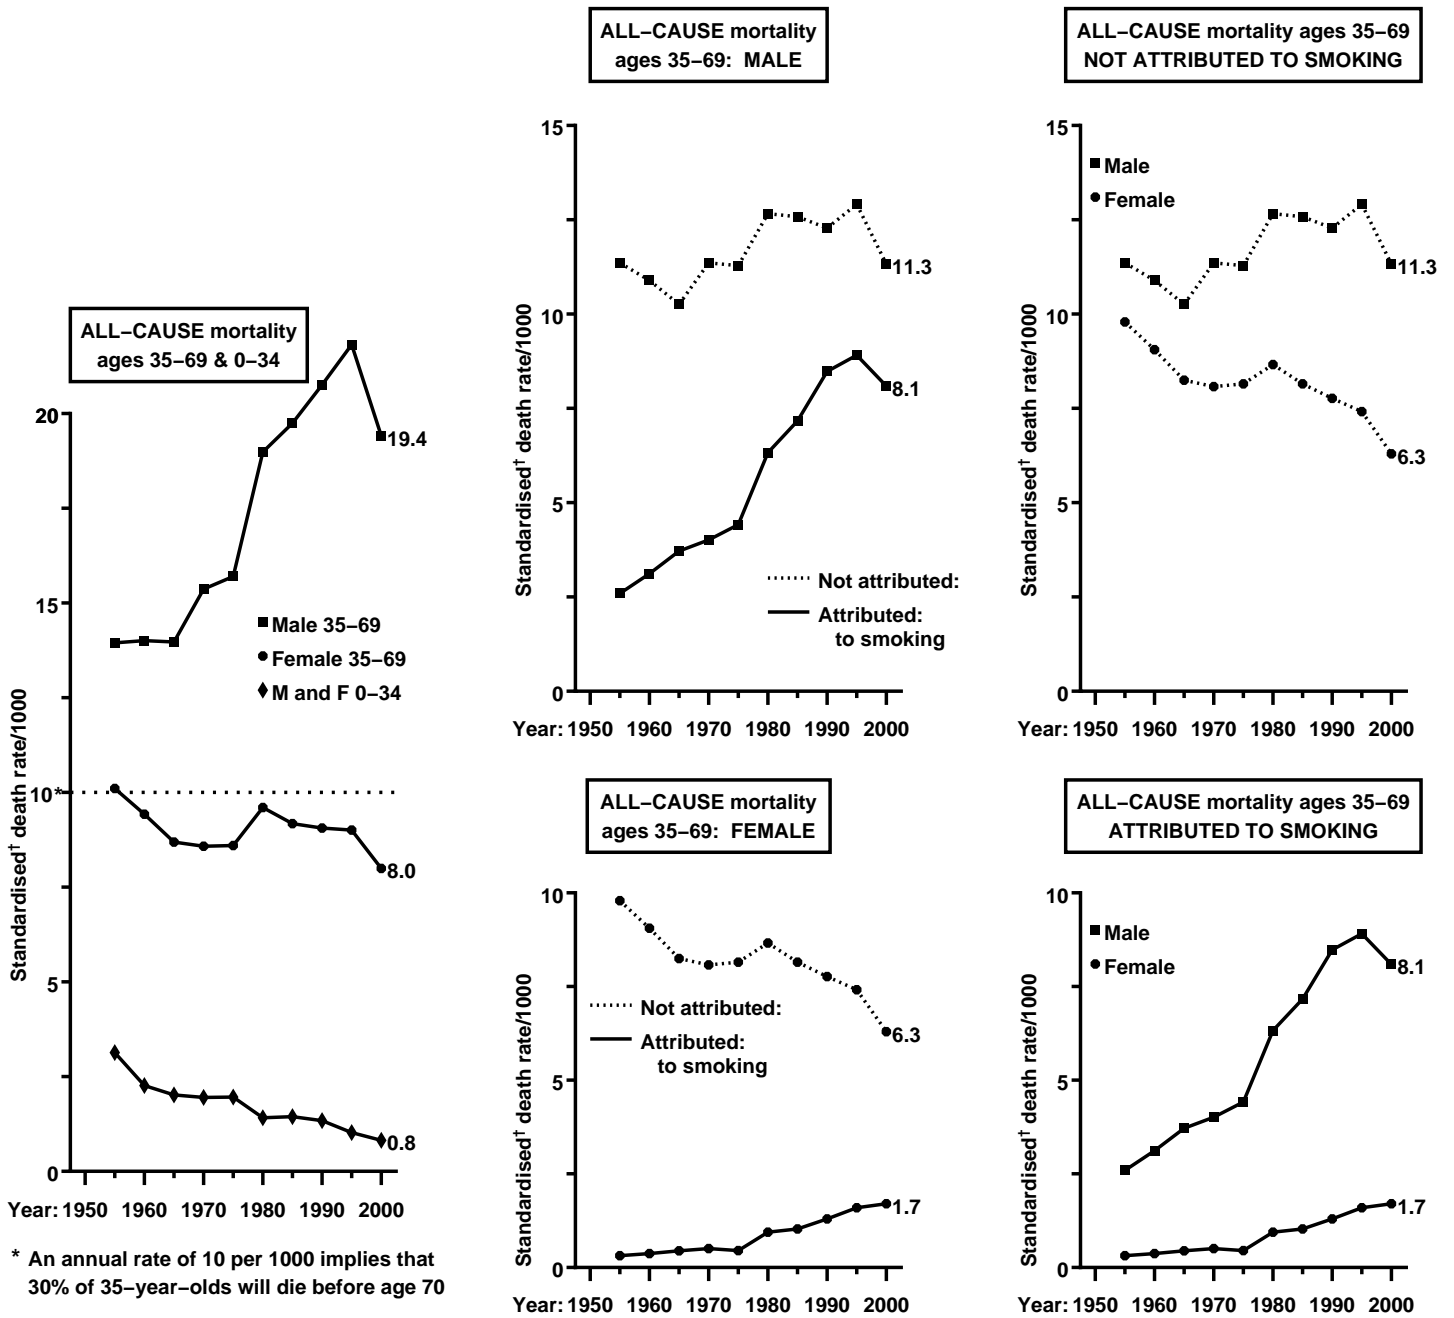 ALL–CAUSE mortality
ages 35–69 & 0–34
20
15
10*
5
0
Standardised† death rate/1000
19.4
Male 35–69
Female 35–69
M and F 0–34
8.0
0.8
Year: 1950 1960 1970 1980 1990 2000
* An annual rate of 10 per 1000 implies that
30% of 35–year–olds will die before age 70
ALL–CAUSE mortality
ages 35–69: MALE
15
10
5
0
Standardised† death rate/1000
11.3
8.1
Not attributed:
Attributed:
to smoking
Year: 1950 1960 1970 1980 1990 2000
ALL–CAUSE mortality ages 35–69
NOT ATTRIBUTED TO SMOKING
15
10
5
0
Standardised† death rate/1000
Male
Female
11.3
6.3
Year: 1950 1960 1970 1980 1990 2000
ALL–CAUSE mortality
ages 35–69: FEMALE
10
5
0
Standardised† death rate/1000
Not attributed:
Attributed:
to smoking
6.3
1.7
Year: 1950 1960 1970 1980 1990 2000
ALL–CAUSE mortality ages 35–69
ATTRIBUTED TO SMOKING
10
5
0
Standardised† death rate/1000
Male
Female
8.1
1.7
Year: 1950 1960 1970 1980 1990 2000